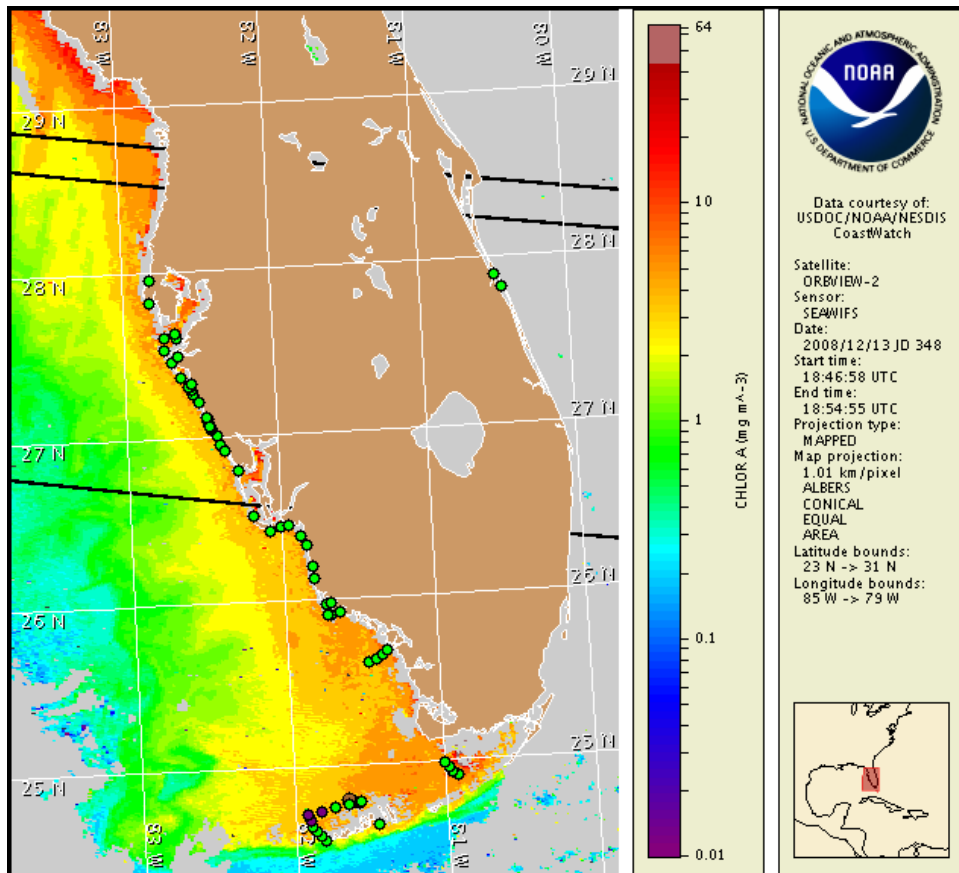 83 W
82 W
81 W
80 W
29 N
29 N
28 N
28 N
27 N
27 N
26 N
26 N
25 N
25 N
83 W
82 W
81 W
64
10
1
0.1
0.01
CHLOR A (mg m^-3)
NATIONAL OCEANIC AND ATMOSPHERIC ADMINISTRATION
NOAA
U.S. DEPARTMENT OF COMMERCE
Data courtesy of:
USDOC/NOAA/NESDIS
CoastWatch
Satellite:
ORBVIEW-2
Sensor:
SEAWIFS
Date:
2008/12/13 JD 348
Start time:
18:46:58 UTC
End time:
18:54:55 UTC
Projection type:
MAPPED
Map projection:
1.01 km/pixel
ALBERS
CONICAL
EQUAL
AREA
Latitude bounds:
23 N -> 31 N
Longitude bounds:
85 W -> 79 W